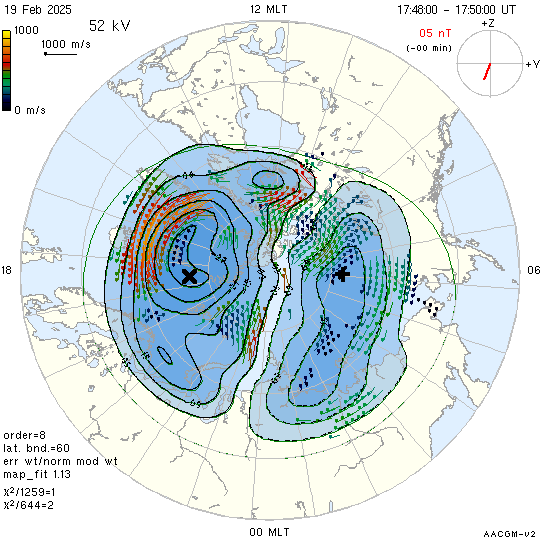 19 Feb 2025
12 MLT
17:48:00 - 17:50:00 UT
1000
52 kV
1000 m/s
0 m/s
05 nT
(-00 min)
+Z
+Y
18
06
order=8
lat. bnd.=60
err wt/norm mod wt
map_fit 1.13
χ²/1259=1
χ²/644=2
00 MLT
AACGM-v2